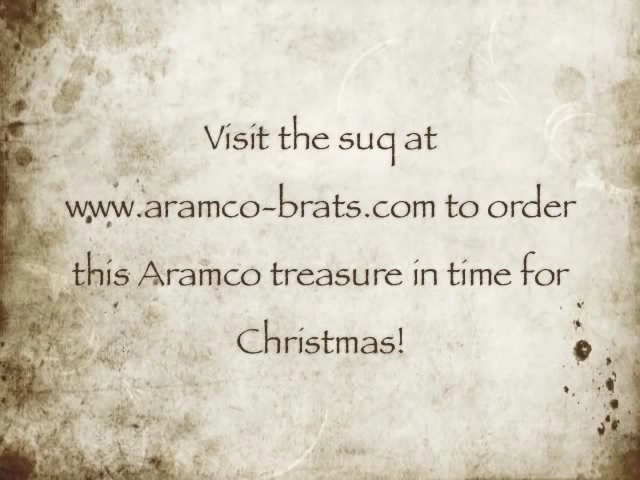 Visit the suq at
www.aramco-brats.com to order
this Aramco treasure in time for
Christmas!